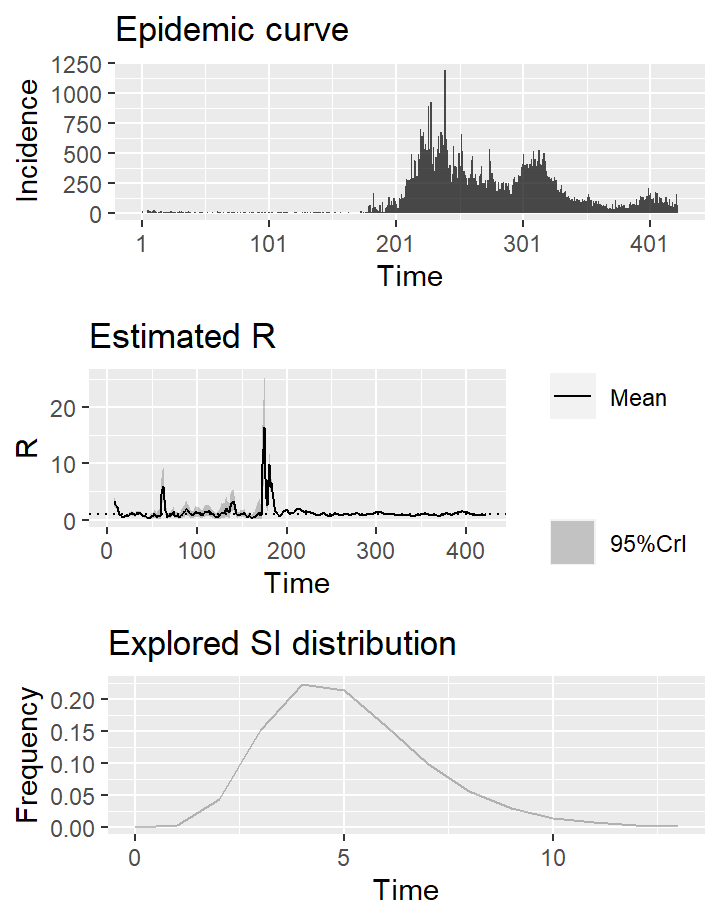 Epidemic curve
Incidence
1250
1000
750
500
250
0
1 101 201 301 401
Time
Estimated R
R
20
10
0
0 100 200 300 400
Time
Mean
95%CrI
Explored SI distribution
Frequency
0.20
0.15
0.10
0.05
0.00
0 5 10
Time